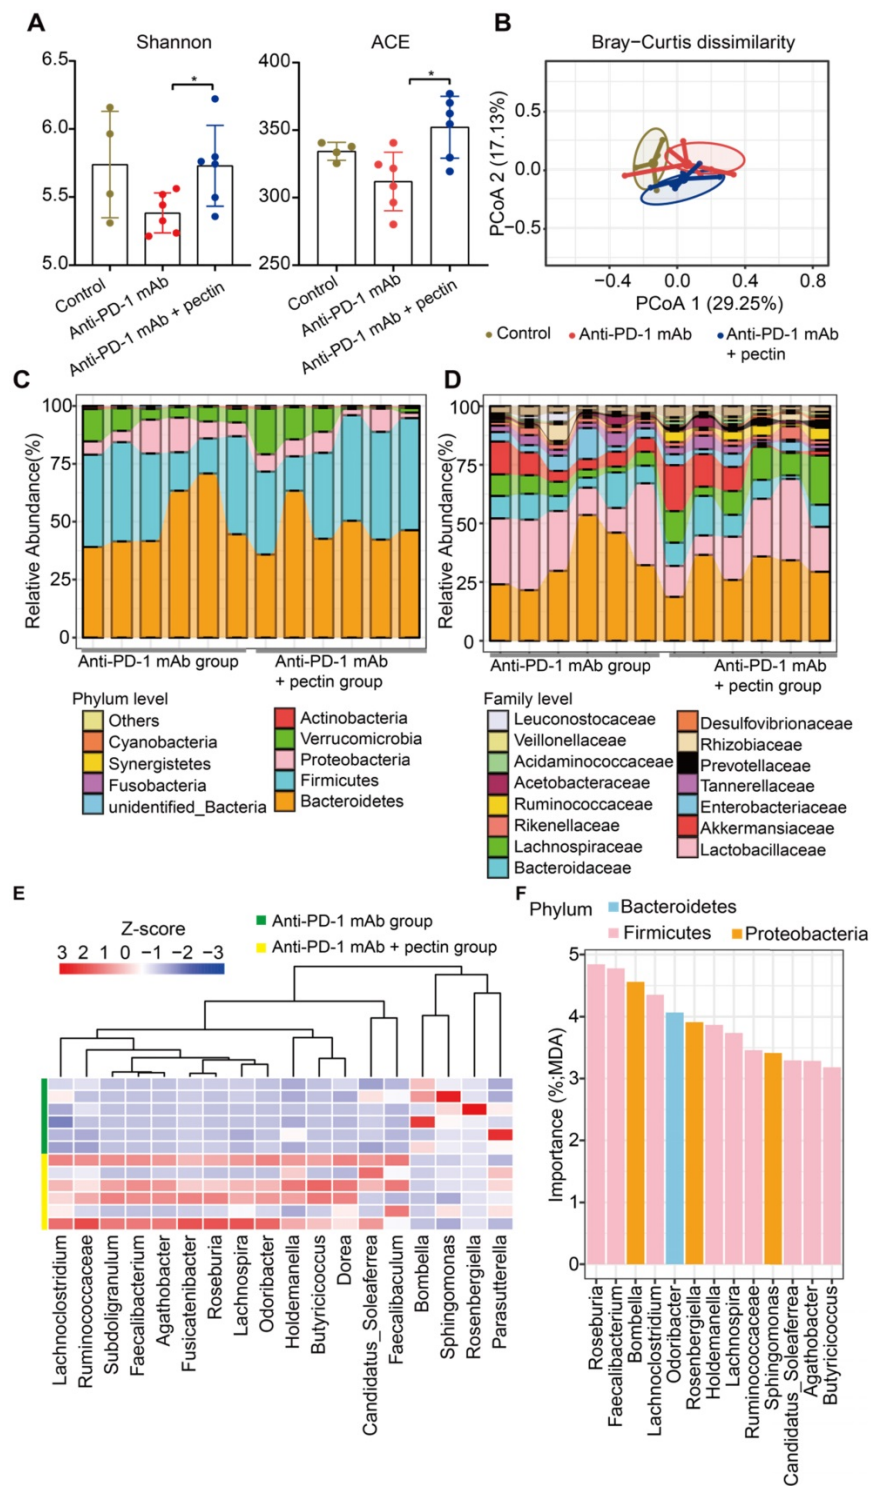 A
Shannon
ACE
6.5
6.0
5.5
5.0
400
350
300
250
*
*
Control
Anti-PD-1 mAb
Anti-PD-1 mAb + pectin
Control
Anti-PD-1 mAb
Anti-PD-1 mAb + pectin
B
Bray−Curtis dissimilarity
PCoA 2 (17.13%)
0.5
0.0
−0.5
−0.4 0.0 0.4 0.8
PCoA 1 (29.25%)
Control
Anti-PD-1 mAb
Anti-PD-1 mAb
+ pectin
C
Relative Abundance(%)
100
75
50
25
0
Anti-PD-1 mAb group
Anti-PD-1 mAb
+ pectin group
Phylum level
Others
Cyanobacteria
Synergistetes
Fusobacteria
unidentified_Bacteria
Actinobacteria
Verrucomicrobia
Proteobacteria
Firmicutes
Bacteroidetes
D
Relative Abundance(%)
100
75
50
25
0
Anti-PD-1 mAb group
Anti-PD-1 mAb
+ pectin group
Family level
Leuconostocaceae
Veillonellaceae
Acidaminococcaceae
Acetobacteraceae
Ruminococcaceae
Rikenellaceae
Lachnospiraceae
Bacteroidaceae
Desulfovibrionaceae
Rhizobiaceae
Prevotellaceae
Tannerellaceae
Enterobacteriaceae
Akkermansiaceae
Lactobacillaceae
E
Z−score
3 2 1 0 −1 −2 −3
Anti-PD-1 mAb group
Anti-PD-1 mAb + pectin group
Lachnoclostridium
Ruminococcaceae
Subdoligranulum
Faecalibacterium
Agathobacter
Fusicatenibacter
Roseburia
Lachnospira
Odoribacter
Holdemanella
Butyricicoccus
Dorea
Candidatus_Soleaferrea
Faecalibaculum
Bombella
Sphingomonas
Rosenbergiella
Parasutterella
F
Phylum
Bacteroidetes
Firmicutes
Proteobacteria
Importance (%;MDA)
5
4
3
2
1
0
Roseburia
Faecalibacterium
Bombella
Lachnoclostridium
Odoribacter
Rosenbergiella
Holdemanella
Lachnospira
Ruminococcaceae
Sphingomonas
Candidatus_Soleaferrea
Agathobacter
Butyricicoccus